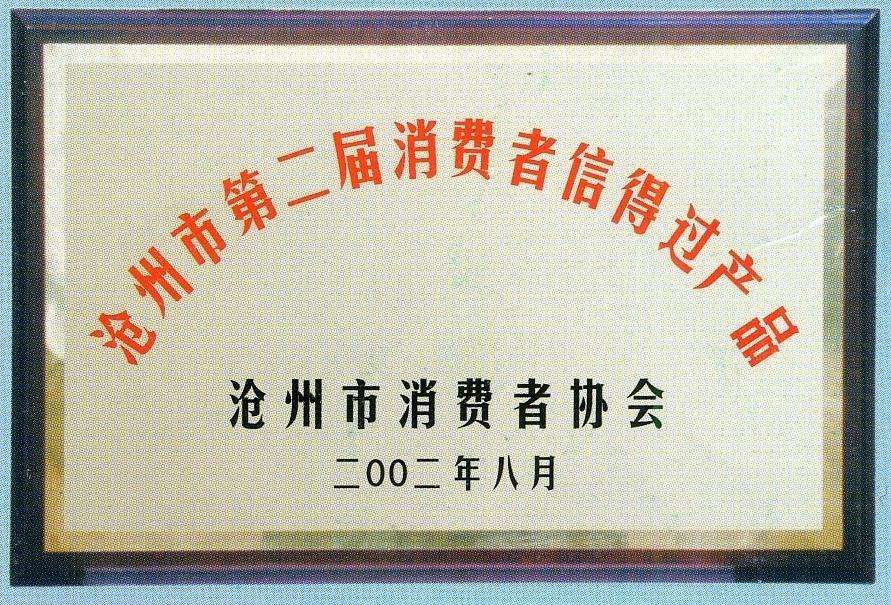 沧州市第二届消费者信得过产品
沧州市消费者协会
二00二年八月